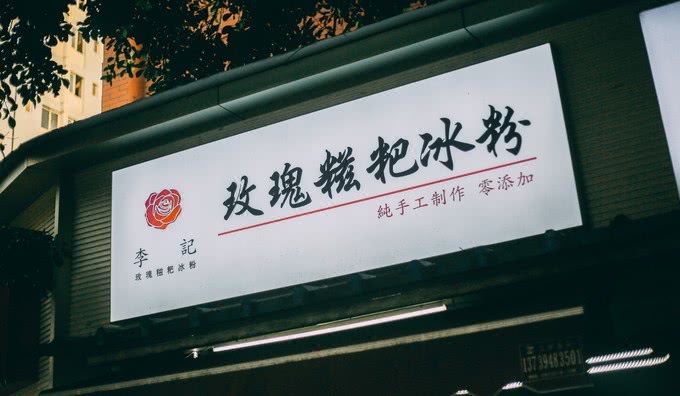 玫瑰糍粑冰粉
純手工制作 零添加
李 記
玫瑰糍粑冰粉
13739483501